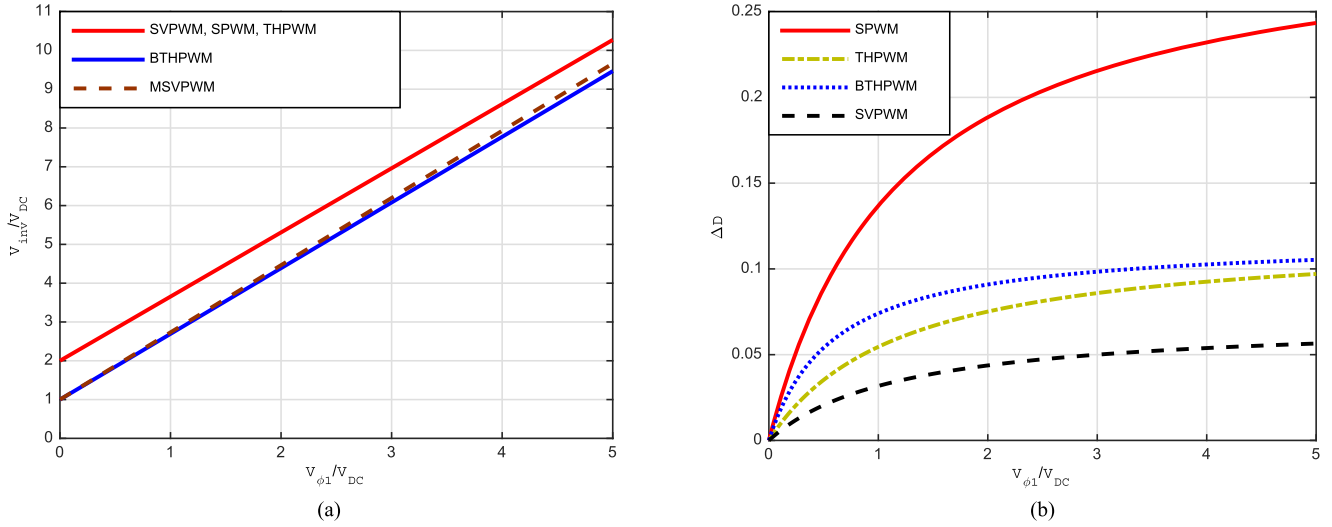 11
10
9
8
7
6
5
4
3
2
1
0
V_inv/V_DC
SVPWM, SPWM, THPWM
BTHPWM
MSVPWM
0 1 2 3 4 5
V_ϕ1/V_DC
(a)
0.25
0.2
0.15
0.1
0.05
0
ΔD
SPWM
THPWM
BTHPWM
SVPWM
0 1 2 3 4 5
V_ϕ1/V_DC
(b)